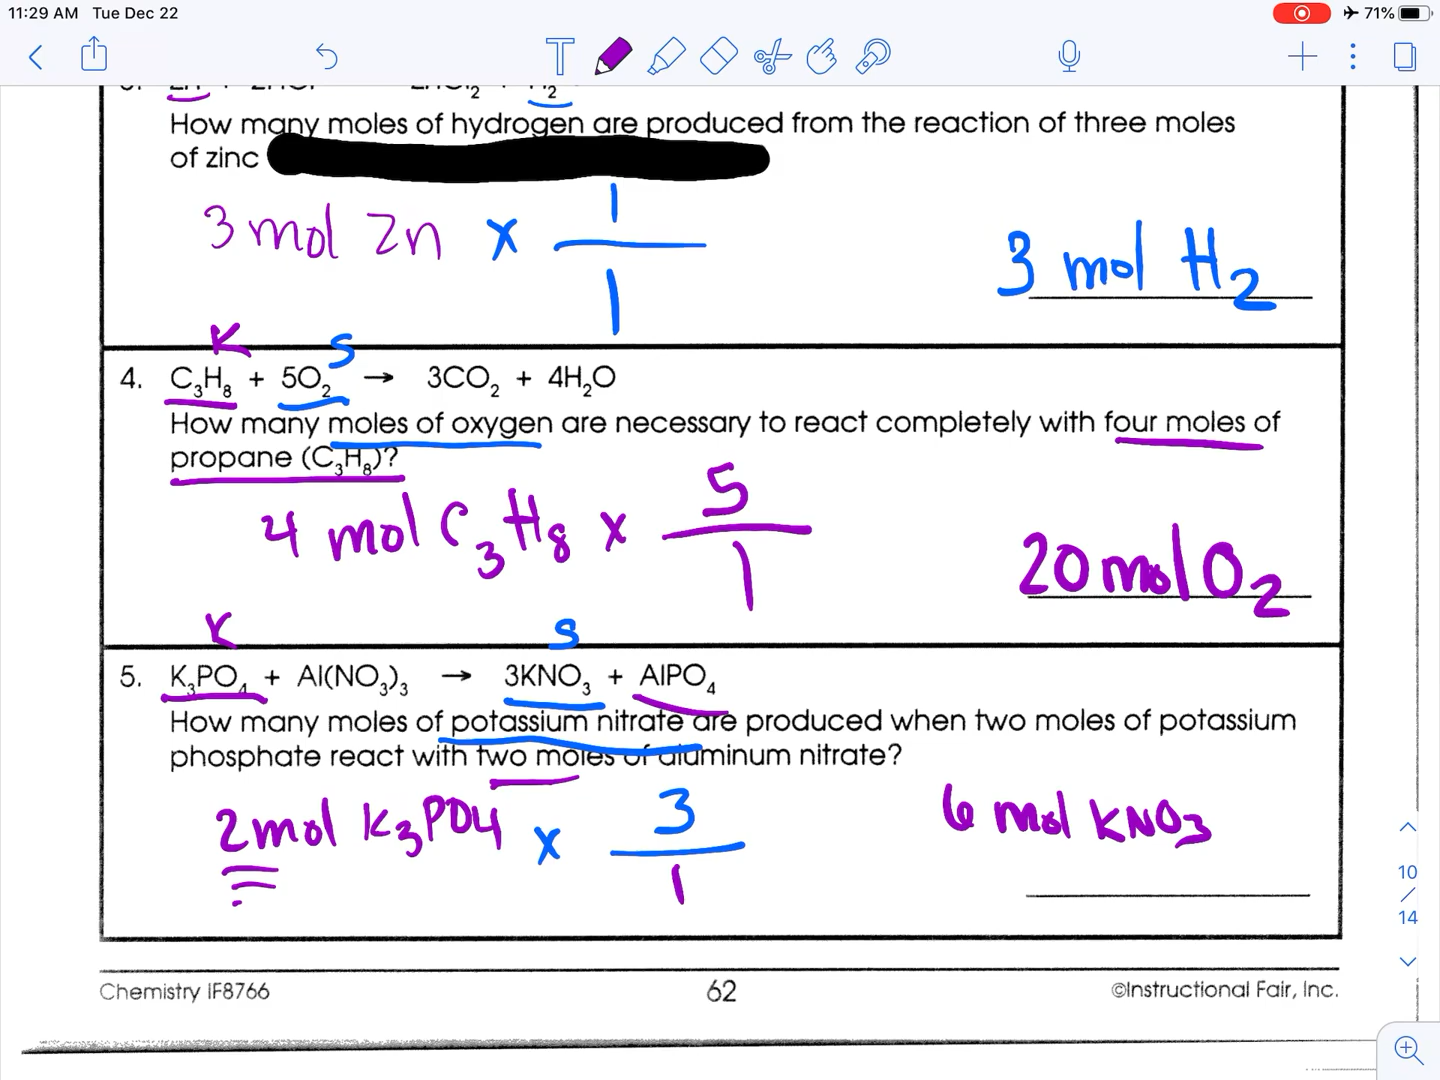 11:29 AM Tue Dec 22
71%
T
How many moles of hydrogen are produced from the reaction of three moles
of zinc
3 mol Zn x 1
1
3 mol H2
K
S
4. C3H8 + 5O2 → 3CO2 + 4H2O
How many moles of oxygen are necessary to react completely with four moles of
propane (C3H8)?
4 mol C3H8 x 5
1
20 mol O2
K
S
5. K3PO4 + Al(NO3)3 → 3KNO3 + AlPO4
How many moles of potassium nitrate are produced when two moles of potassium
phosphate react with two moles of aluminum nitrate?
2 mol K3PO4 x 3
1
6 mol KNO3
10
/
14
Chemistry IF8766
62
©Instructional Fair, Inc.